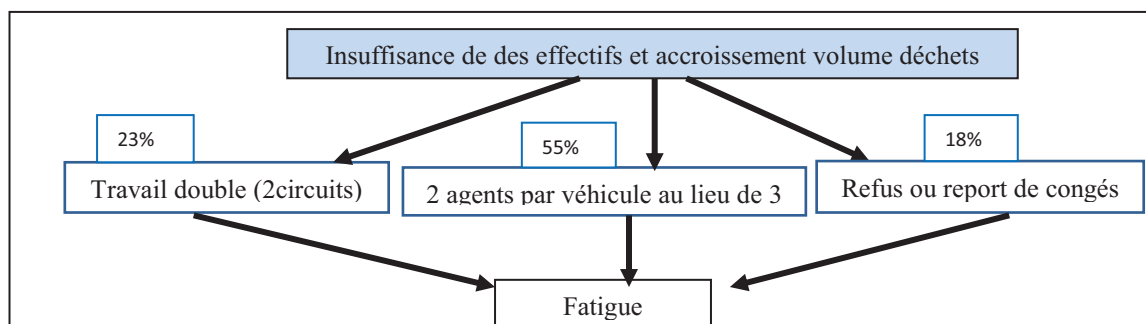 Insuffisance de des effectifs et accroissement volume déchets
23%
55%
18%
Travail double (2circuits)
2 agents par véhicule au lieu de 3
Refus ou report de congés
Fatigue